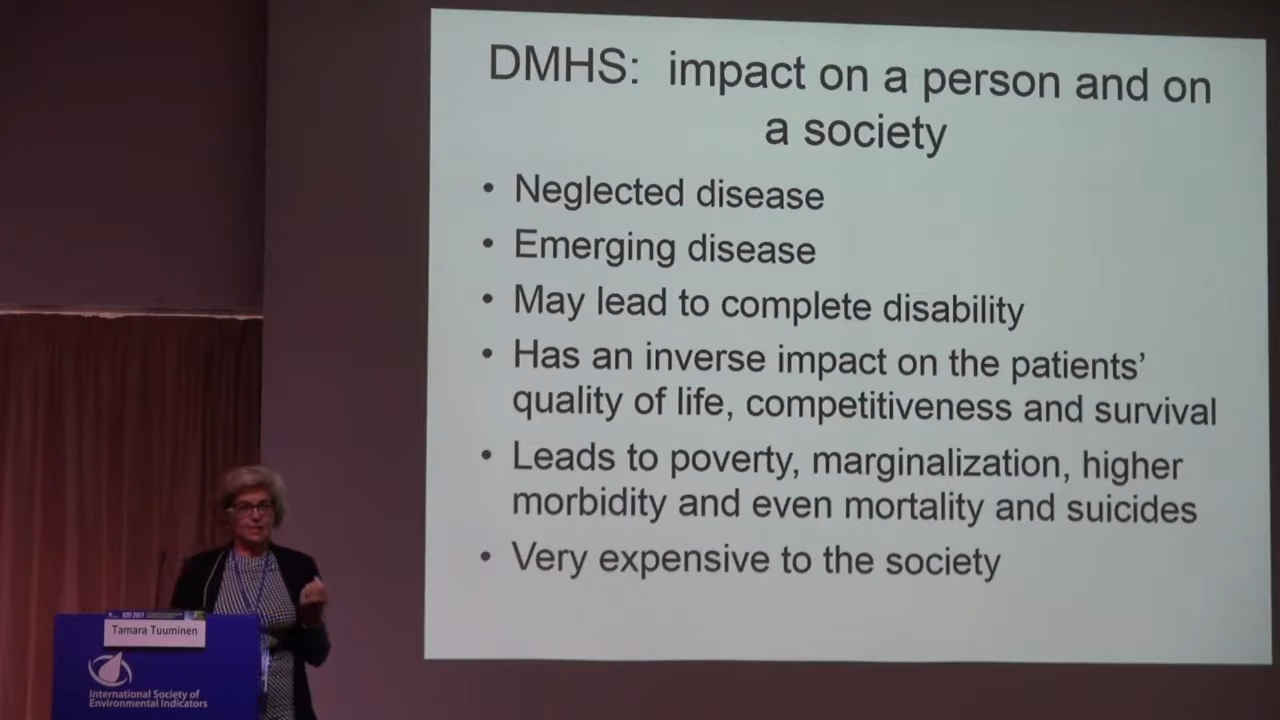 DMHS: impact on a person and on
a society
• Neglected disease
• Emerging disease
• May lead to complete disability
• Has an inverse impact on the patients’
quality of life, competitiveness and survival
• Leads to poverty, marginalization, higher
morbidity and even mortality and suicides
• Very expensive to the society
ICEI 2017
Tamara Tuuminen
International Society of
Environmental Indicators